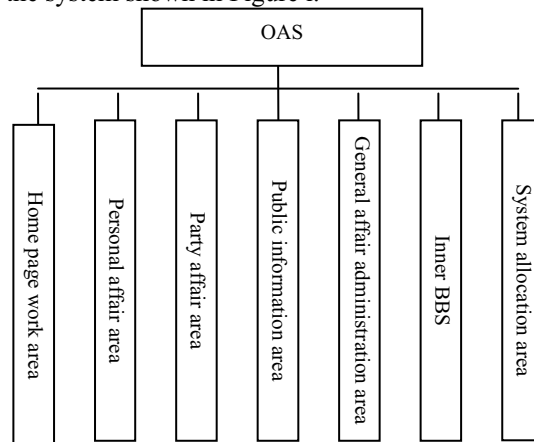 the system shown in Figure 1.
OAS
Home page work area
Personal affair area
Party affair area
Public information area
General affair administration area
Inner BBS
System allocation area